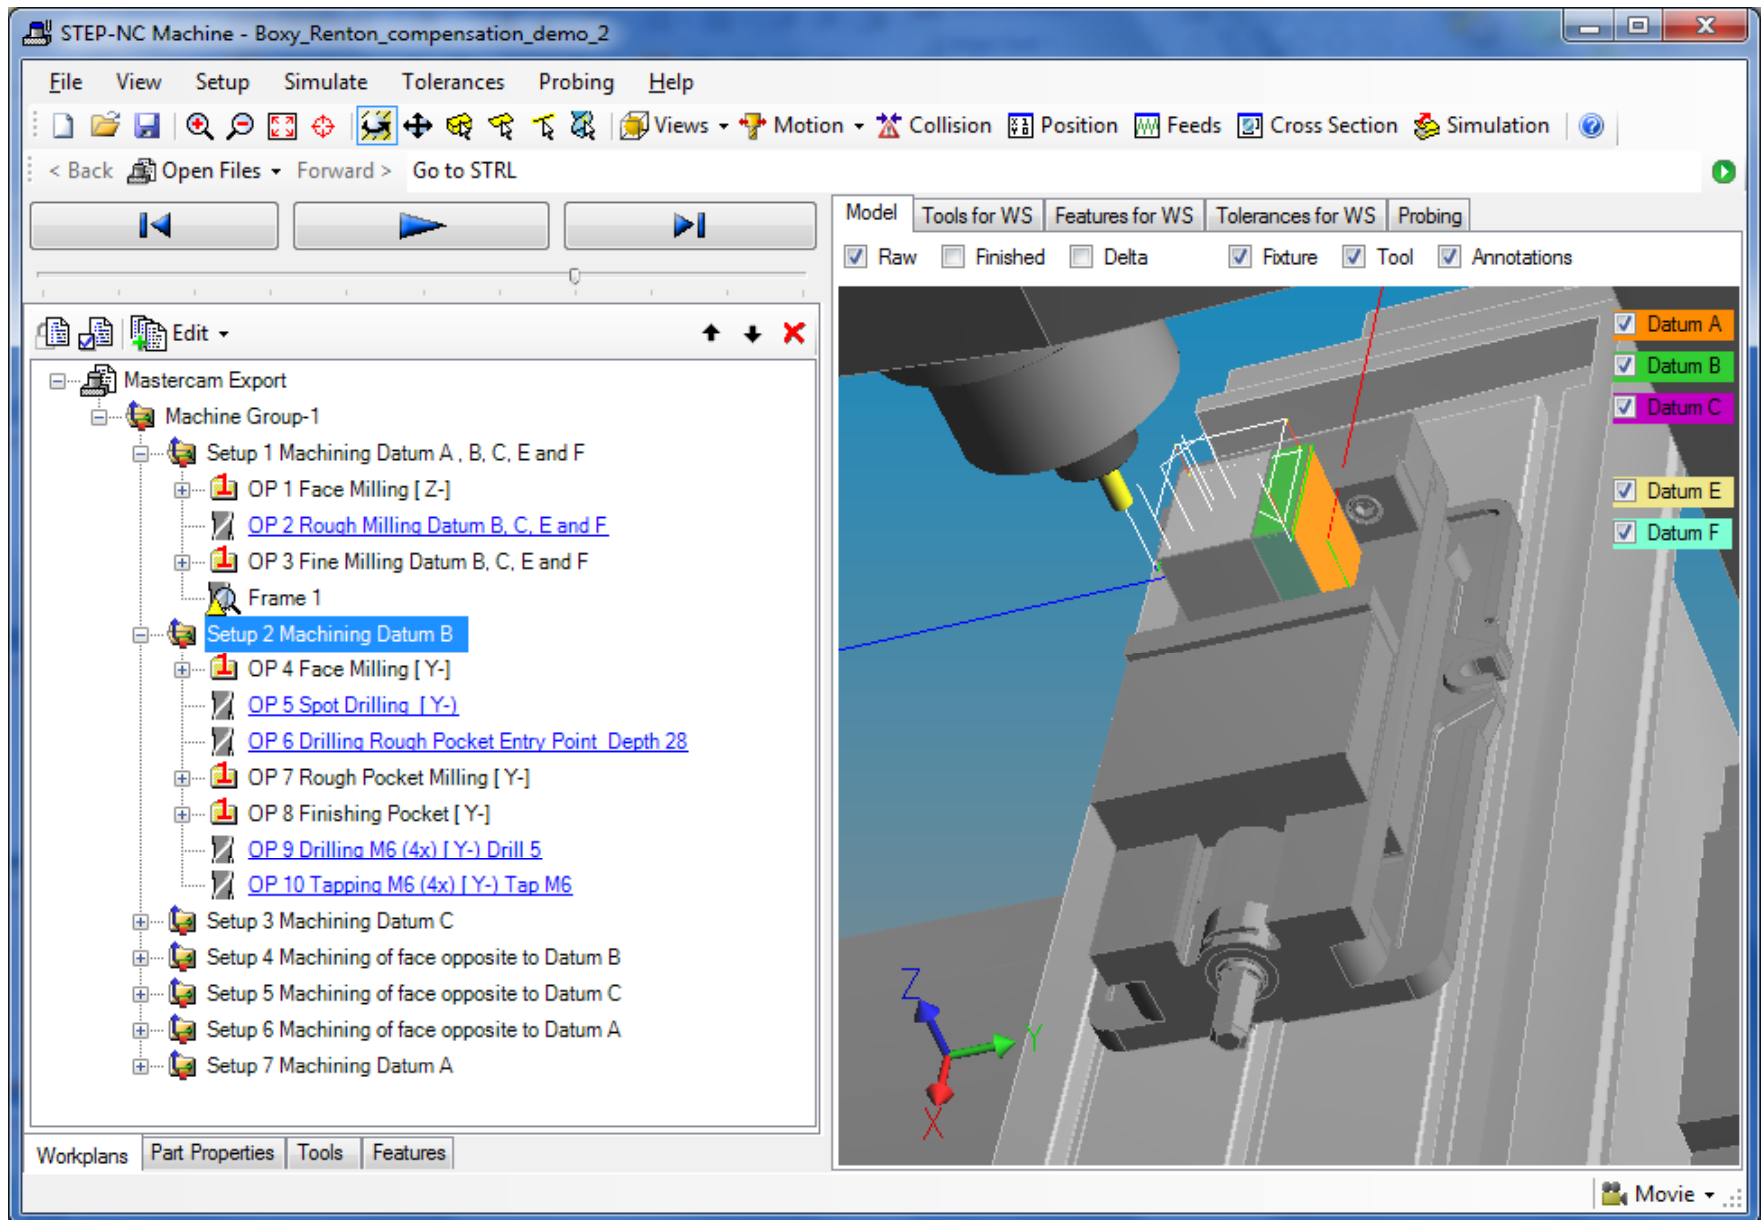 STEP-NC Machine - Boxy_Renton_compensation_demo_2
File View Setup Simulate Tolerances Probing Help
Views Motion Collision Position Feeds Cross Section Simulation
< Back Open Files Forward > Go to STRL
Model Tools for WS Features for WS Tolerances for WS Probing
Raw Finished Delta Fixture Tool Annotations
Edit
Mastercam Export
Machine Group-1
Setup 1 Machining Datum A , B, C, E and F
OP 1 Face Milling [ Z-]
OP 2 Rough Milling Datum B, C, E and F
OP 3 Fine Milling Datum B, C, E and F
Frame 1
Setup 2 Machining Datum B
OP 4 Face Milling [ Y-]
OP 5 Spot Drilling [ Y-)
OP 6 Drilling Rough Pocket Entry Point Depth 28
OP 7 Rough Pocket Milling [ Y-]
OP 8 Finishing Pocket [ Y-]
OP 9 Drilling M6 (4x) [ Y-) Drill 5
OP 10 Tapping M6 (4x) [ Y-) Tap M6
Setup 3 Machining Datum C
Setup 4 Machining of face opposite to Datum B
Setup 5 Machining of face opposite to Datum C
Setup 6 Machining of face opposite to Datum A
Setup 7 Machining Datum A
Datum A
Datum B
Datum C
Datum E
Datum F
Z
Y
X
Workplans Part Properties Tools Features
Movie